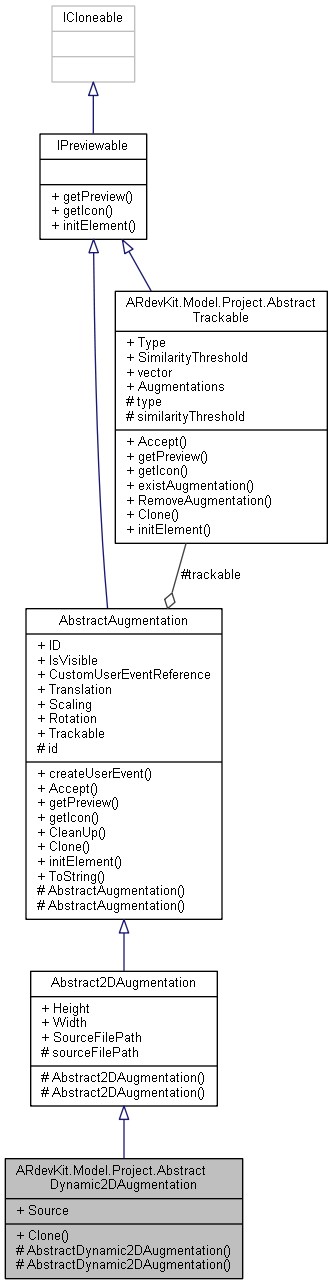 ICloneable
IPreviewable
+ getPreview()
+ getIcon()
+ initElement()
ARdevKit.Model.Project.Abstract
Trackable
+ Type
+ SimilarityThreshold
+ vector
+ Augmentations
# type
# similarityThreshold
+ Accept()
+ getPreview()
+ getIcon()
+ existAugmentation()
+ RemoveAugmentation()
+ Clone()
+ initElement()
#trackable
AbstractAugmentation
+ ID
+ IsVisible
+ CustomUserEventReference
+ Translation
+ Scaling
+ Rotation
+ Trackable
# id
+ createUserEvent()
+ Accept()
+ getPreview()
+ getIcon()
+ CleanUp()
+ Clone()
+ initElement()
+ ToString()
# AbstractAugmentation()
# AbstractAugmentation()
Abstract2DAugmentation
+ Height
+ Width
+ SourceFilePath
# sourceFilePath
# Abstract2DAugmentation()
# Abstract2DAugmentation()
ARdevKit.Model.Project.Abstract
Dynamic2DAugmentation
+ Source
+ Clone()
# AbstractDynamic2DAugmentation()
# AbstractDynamic2DAugmentation()